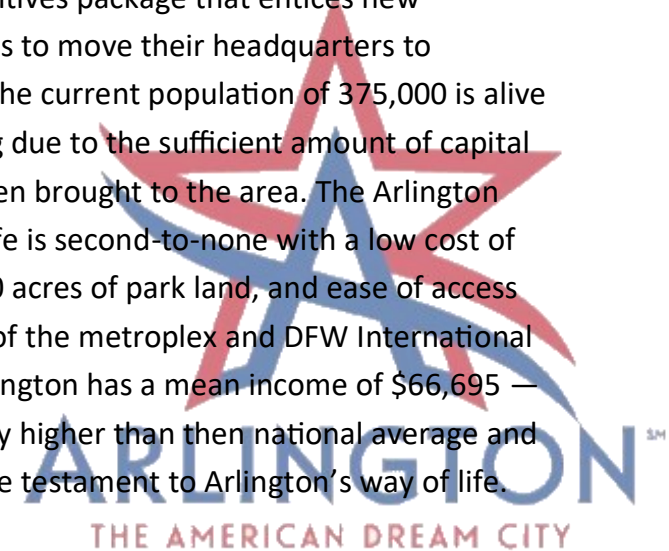 itives package that entices new
s to move their headquarters to
he current population of 375,000 is alive
g due to the sufficient amount of capital
en brought to the area. The Arlington
fe is second-to-none with a low cost of
0 acres of park land, and ease of access
of the metroplex and DFW International
ington has a mean income of $66,695 —
y higher than then national average and
e testament to Arlington’s way of life.
ARLINGTON SM
THE AMERICAN DREAM CITY